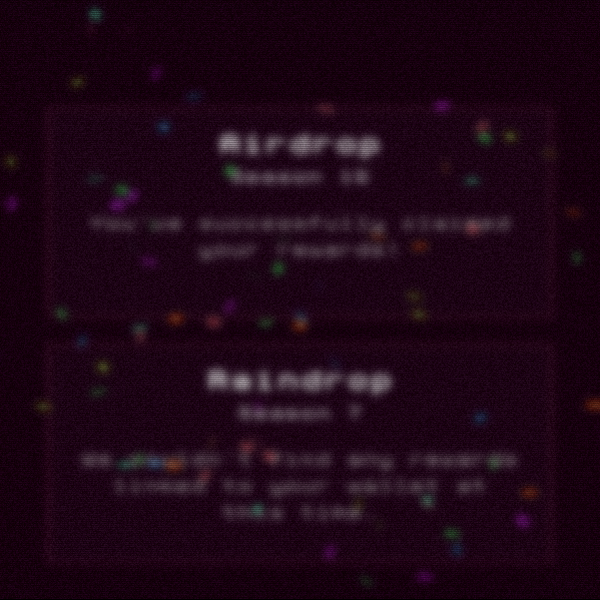 Airdrop
Season 
You've successfully claimed
your rewards!
Raindrop
Season 7
We couldn't find any rewards
linked to your wallet at
this time